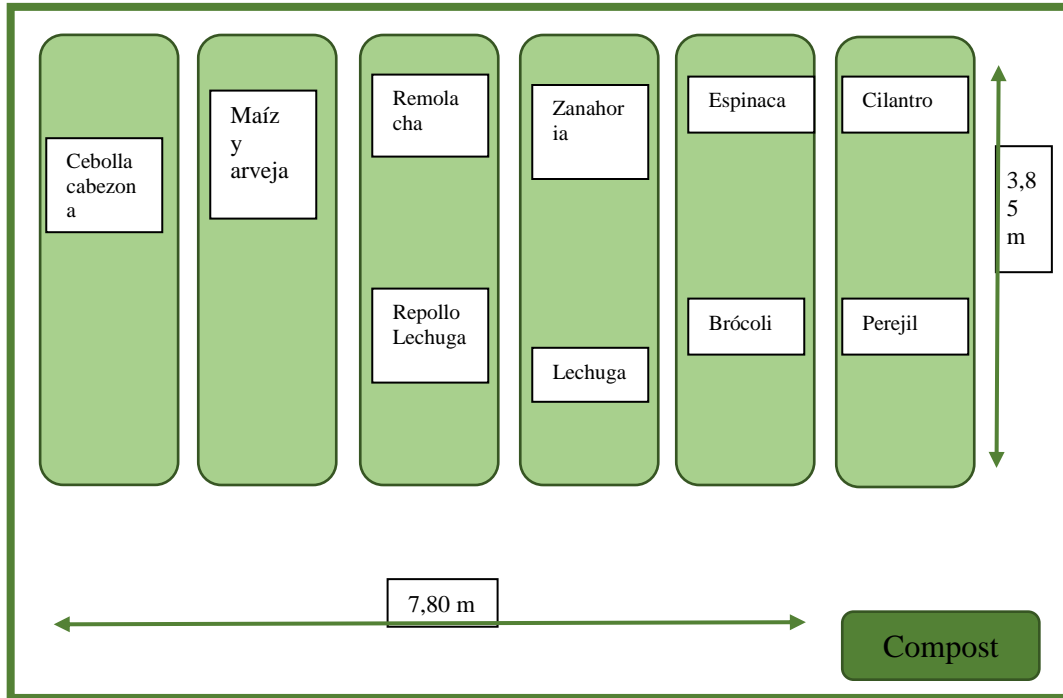 Cebolla
cabezon
a
Maíz
y
arveja
Remola
cha
Repollo
Lechuga
Zanahor
ia
Lechuga
Espinaca
Brócoli
Cilantro
Perejil
3,8
5
m
7,80 m
Compost